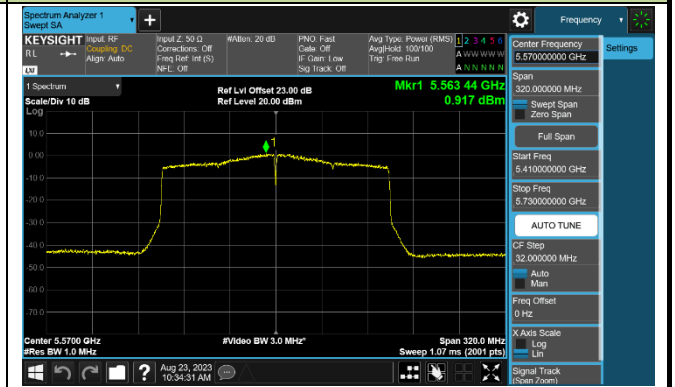 Spectrum Analyzer 1
Swept SA
+
Frequency
KEYSIGHT
Input: RF
Coupling: DC
Align: Auto
Input Z: 50 Ω
Corrections: Off
Freq Ref: Int (S)
NFE: Off
#Atten: 20 dB
PNO: Fast
Gate: Off
IF Gain: Low
Sig Track: Off
Avg Type: Power (RMS)
Avg|Hold: 100/100
Trig: Free Run
1 2 3 4 5 6
A W W W W W
A N N N N N
R L
LXI
1 Spectrum
Scale/Div 10 dB
Log
Ref Lvl Offset 23.00 dB
Ref Level 20.00 dBm
Mkr1 5.563 44 GHz
0.917 dBm
1
10.0
0.00
-10.0
-20.0
-30.0
-40.0
-50.0
-60.0
-70.0
Center 5.5700 GHz
#Res BW 1.0 MHz
#Video BW 3.0 MHz*
Span 320.0 MHz
Sweep 1.07 ms (2001 pts)
Center Frequency
5.570000000 GHz
Settings
Span
320.000000 MHz
Swept Span
Zero Span
Full Span
Start Freq
5.410000000 GHz
Stop Freq
5.730000000 GHz
AUTO TUNE
CF Step
32.000000 MHz
Auto
Man
Freq Offset
0 Hz
X Axis Scale
Log
Lin
Signal Track
(Span Zoom)
?
Aug 23, 2023
10:34:31 AM